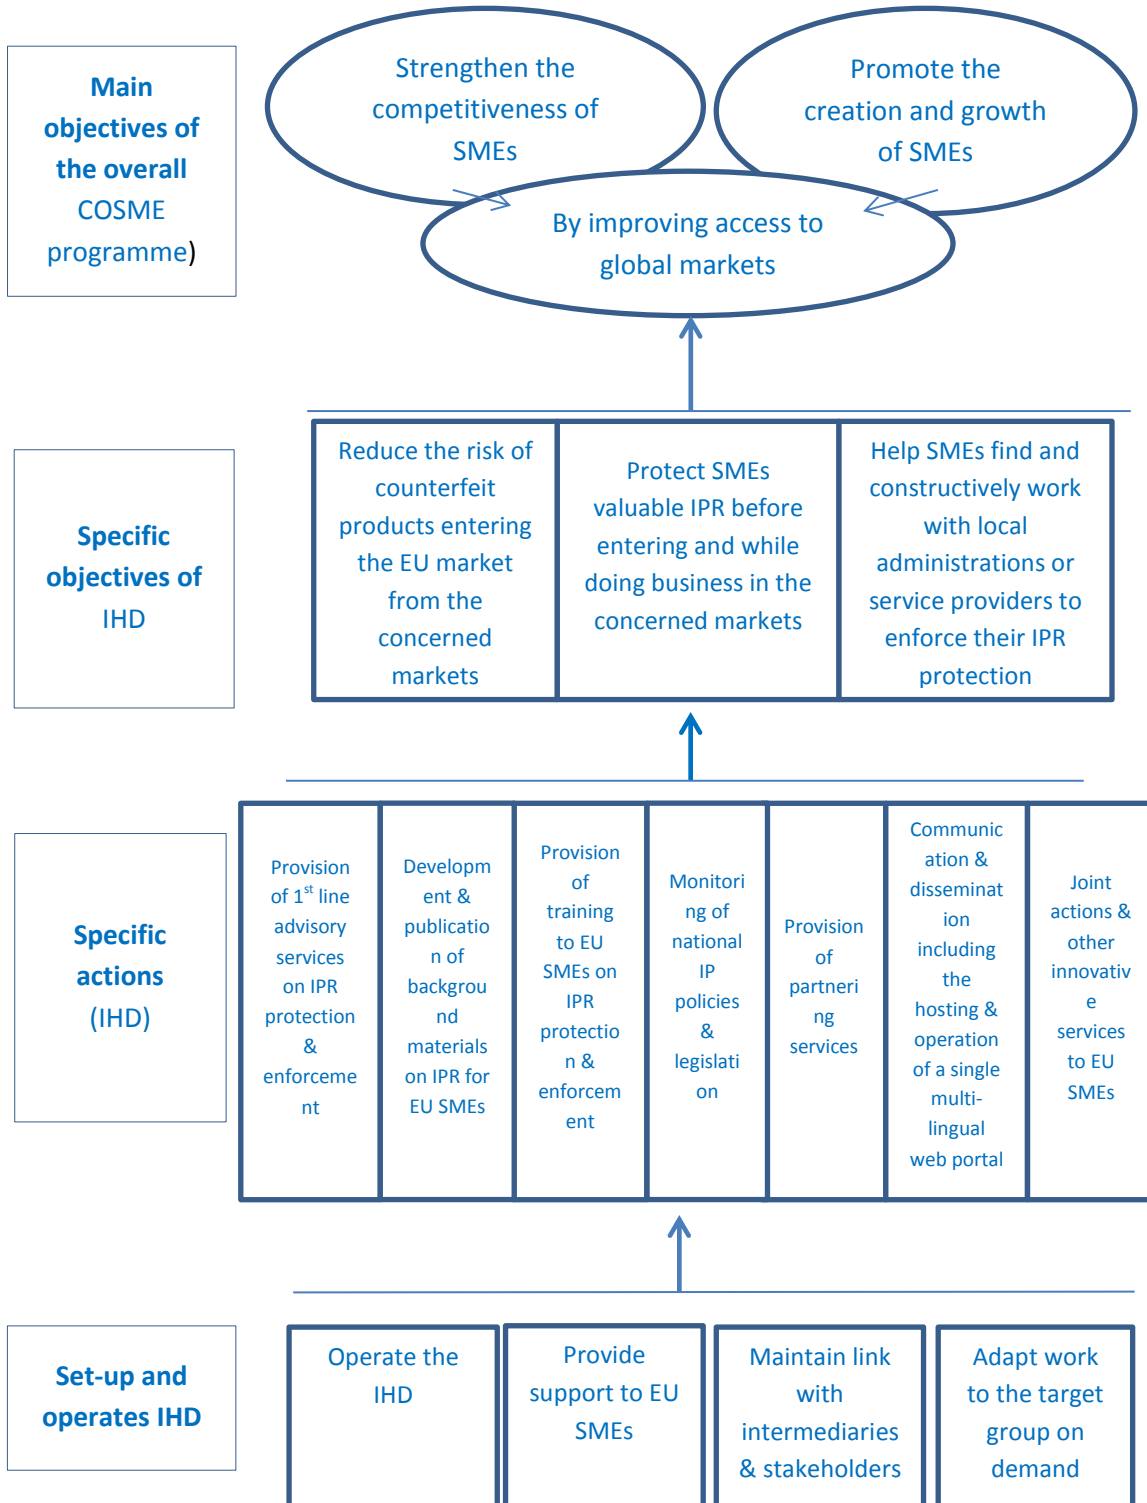 Main
objectives of
the overall
COSME
programme)
Strengthen the
competitiveness of
SMEs
Promote the
creation and growth
of SMEs
By improving access to
global markets
Specific
objectives of
IHD
Reduce the risk of
counterfeit
products entering
the EU market
from the
concerned
markets
Protect SMEs
valuable IPR before
entering and while
doing business in the
concerned markets
Help SMEs find and
constructively work
with local
administrations or
service providers to
enforce their IPR
protection
Specific
actions
(IHD)
Provision
of 1st line
advisory
services
on IPR
protection
&
enforceme
nt
Developm
ent &
publicatio
n of
backgrou
nd
materials
on IPR for
EU SMEs
Provision
of
training
to EU
SMEs on
IPR
protectio
n &
enforcem
ent
Monitori
ng of
national
IP
policies
&
legislati
on
Provision
of
partneri
ng
services
Communic
ation &
disseminat
ion
including
the
hosting &
operation
of a single
multi-
lingual
web portal
Joint
actions &
other
innovativ
e
services
to EU
SMEs
Set-up and
operates IHD
Operate the
IHD
Provide
support to EU
SMEs
Maintain link
with
intermediaries
& stakeholders
Adapt work
to the target
group on
demand